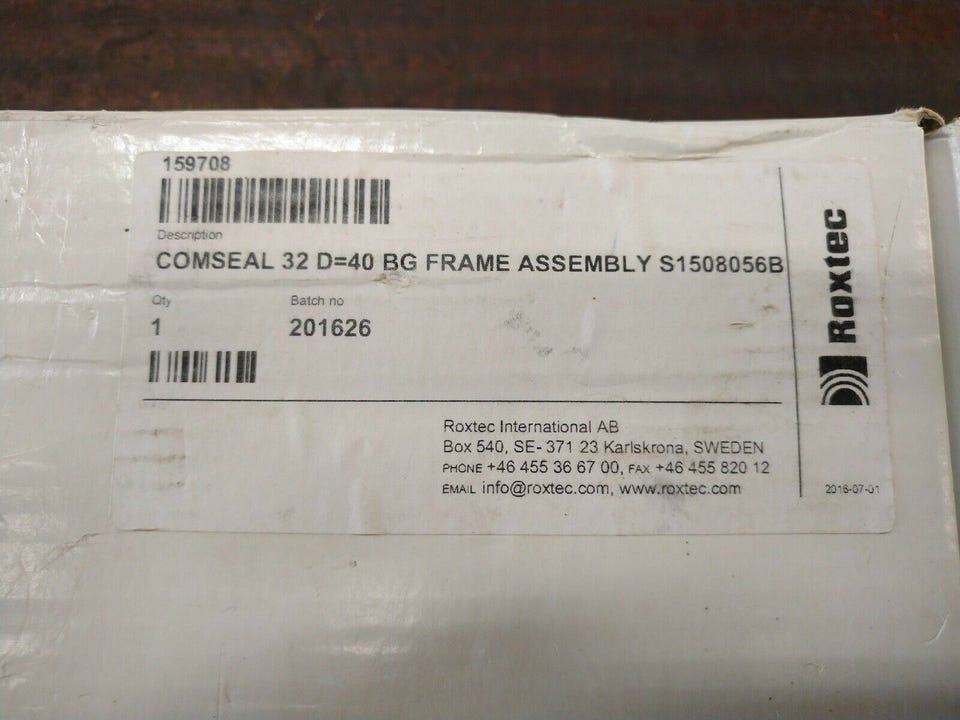 159708
Description
COMSEAL 32 D=40 BG FRAME ASSEMBLY S1508056B
Qty
Batch no
1
201626
Roxtec
Roxtec International AB
Box 540, SE- 371 23 Karlskrona, SWEDEN
PHONE +46 455 36 67 00, FAX +46 455 820 12
EMAIL info@roxtec.com, www.roxtec.com
2016-07-01